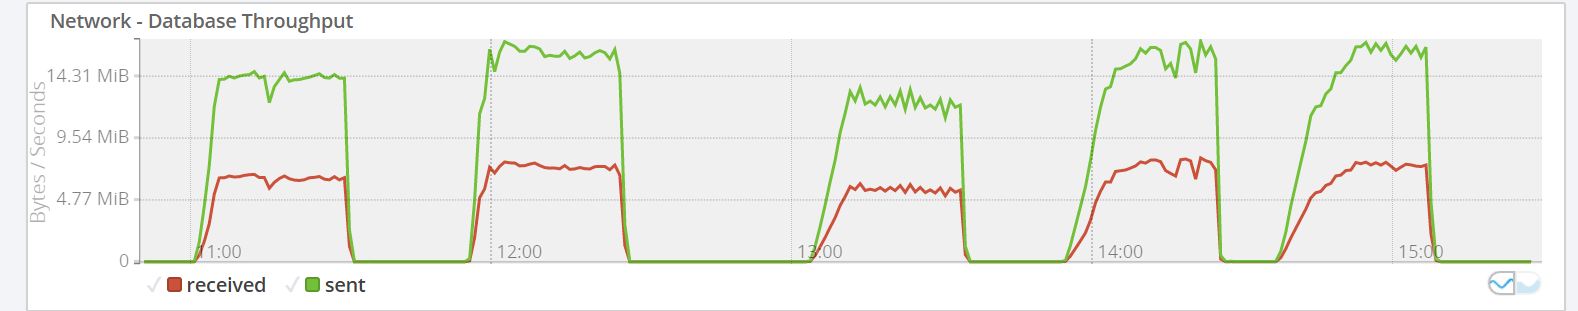 Network - Database Throughput
Bytes / Seconds
14.31 MiB
9.54 MiB
4.77 MiB
0
11:00
12:00
13:00
14:00
15:00
received
sent